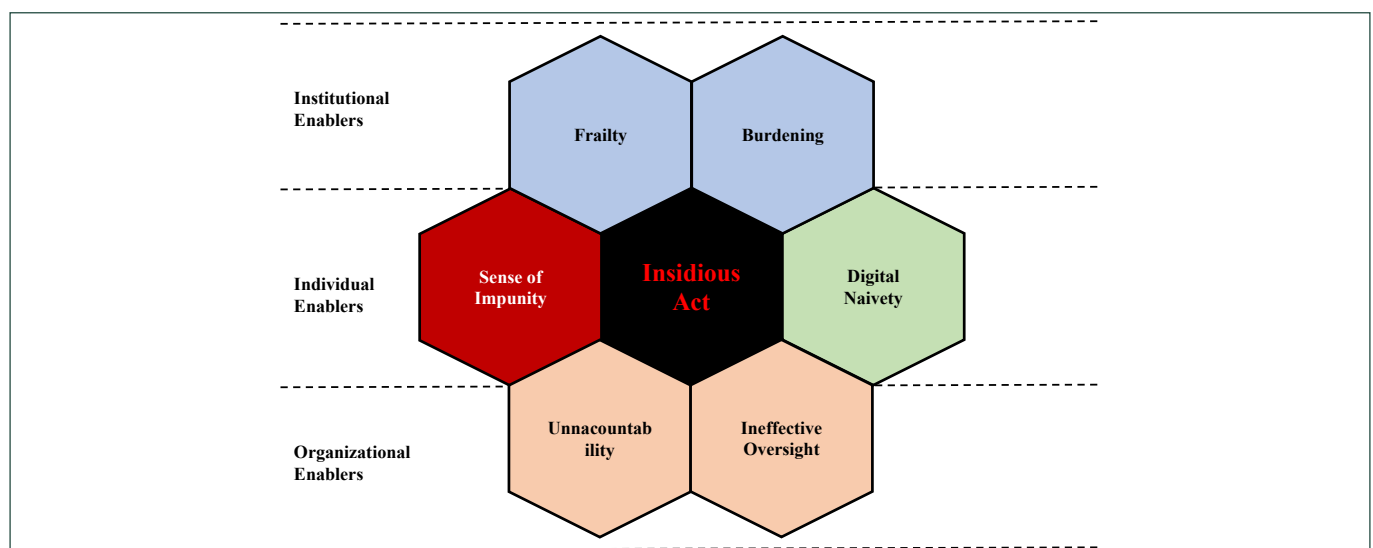 Institutional
Enablers
Frailty
Burdening
Individual
Enablers
Sense of
Impunity
Insidious
Act
Digital
Naivety
Organizational
Enablers
Unnacountab
ility
Ineffective
Oversight